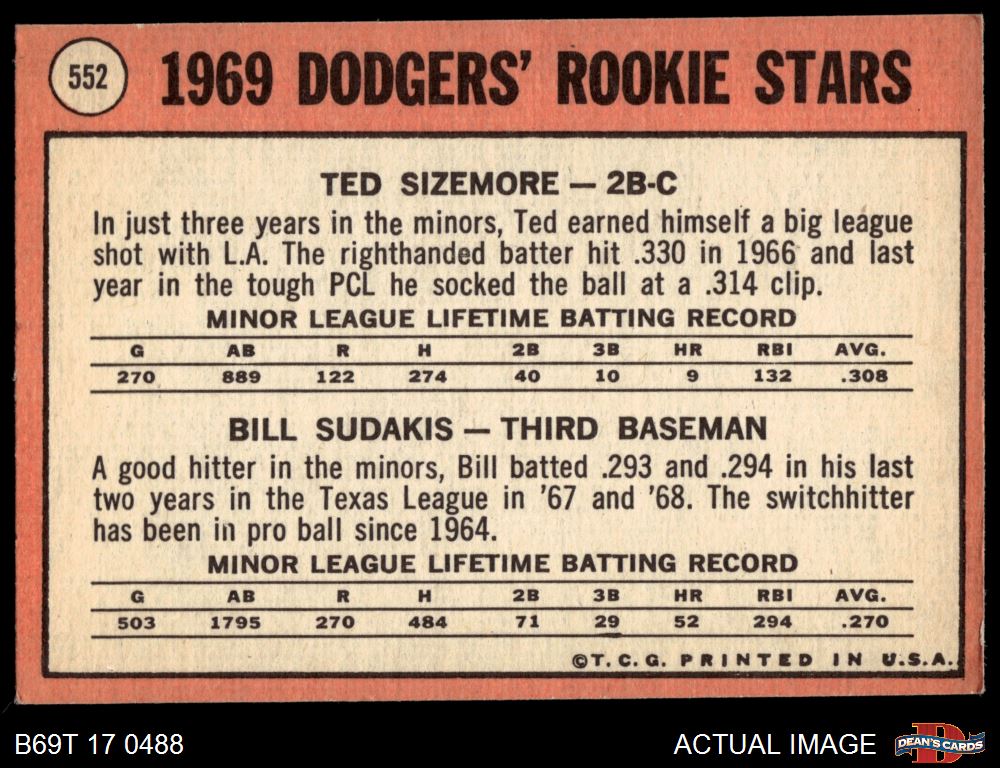 552 1969 DODGERS' ROOKIE STARS
TED SIZEMORE — 2B-C
In just three years in the minors, Ted earned himself a big league
shot with L.A. The righthanded batter hit .330 in 1966 and last
year in the tough PCL he socked the ball at a .314 clip.
MINOR LEAGUE LIFETIME BATTING RECORD
G AB R H 2B 3B HR RBI AVG.
270 889 122 274 40 10 9 132 .308
BILL SUDAKIS — THIRD BASEMAN
A good hitter in the minors, Bill batted .293 and .294 in his last
two years in the Texas League in '67 and '68. The switchhitter
has been in pro ball since 1964.
MINOR LEAGUE LIFETIME BATTING RECORD
G AB R H 2B 3B HR RBI AVG.
503 1795 270 484 71 29 52 294 .270
©T.C.G. PRINTED IN U.S.A.
B69T 17 0488
ACTUAL IMAGE
D
DEAN'S CARDS